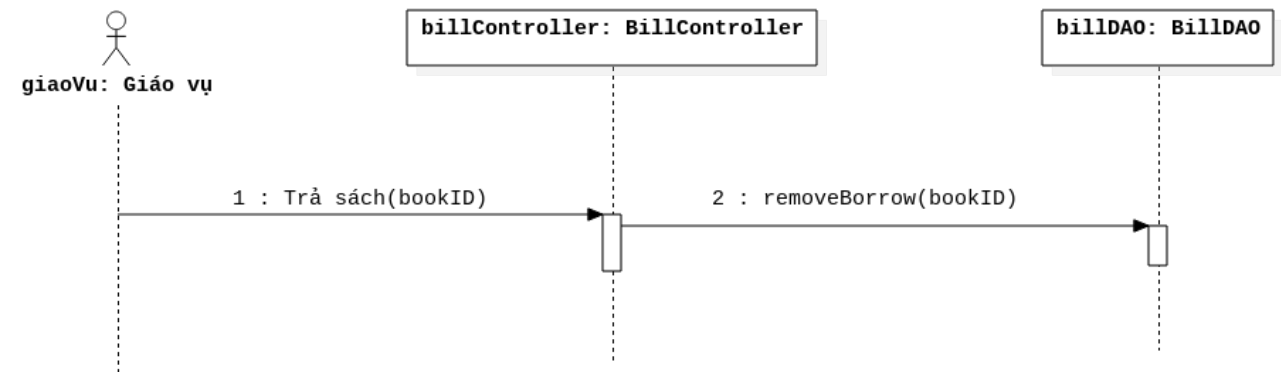 billController: BillController
billDAO: BillDAO
giaoVu: Giáo vụ
1 : Trả sách(bookID)
2 : removeBorrow(bookID)